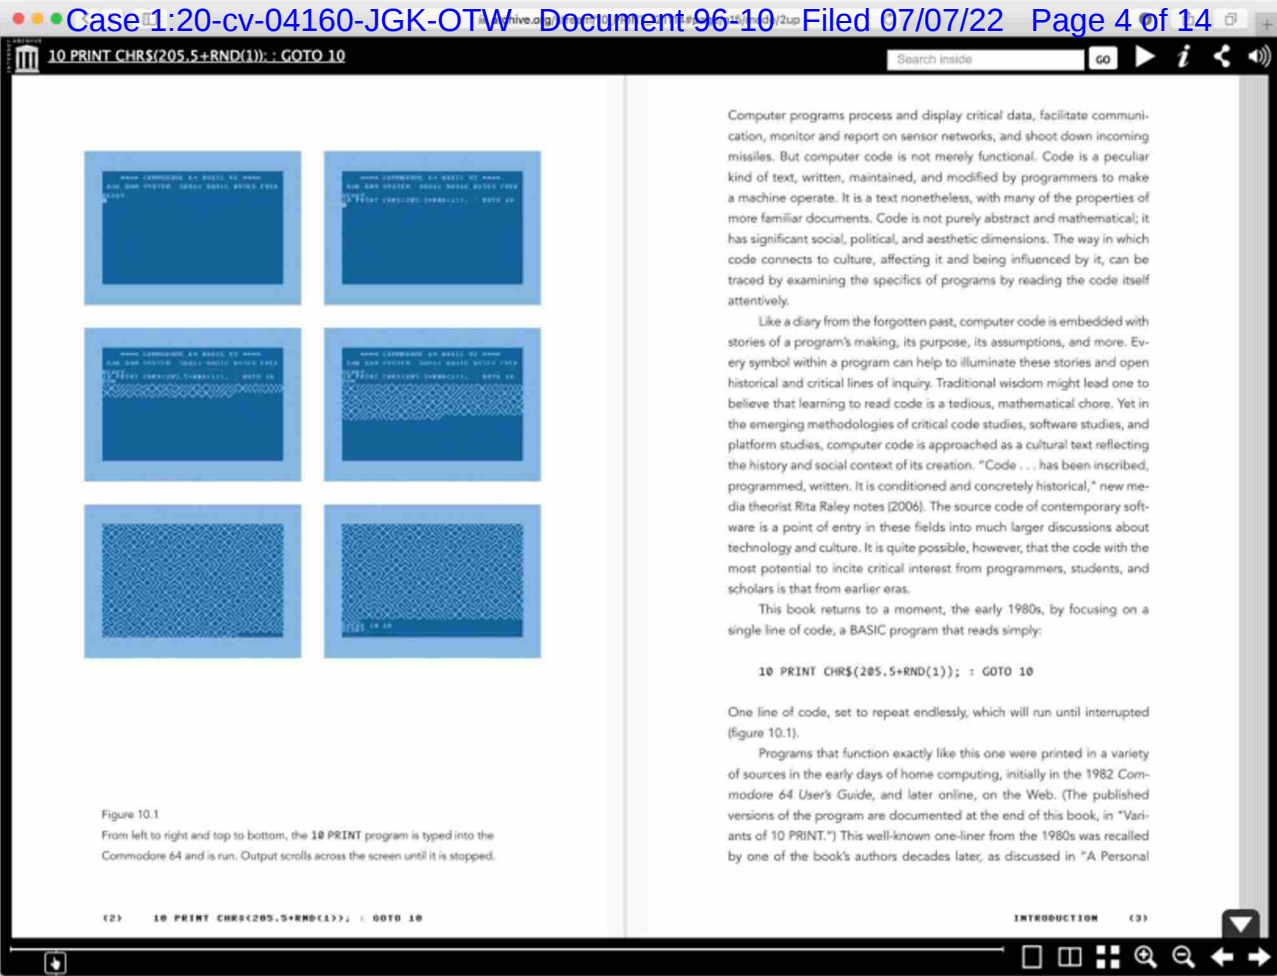 Case 1:20-cv-04160-JGK-OTW Document 96-10 Filed 07/07/22 Page 4 of 14
10 PRINT CHR$(205.5+RND(1)); : GOTO 10
Search inside
GO
Figure 10.1
From left to right and top to bottom, the 10 PRINT program is typed into the
Commodore 64 and is run. Output scrolls across the screen until it is stopped.
(2) 10 PRINT CHR$(205.5+RND(1)); : GOTO 10
Computer programs process and display critical data, facilitate communi-
cation, monitor and report on sensor networks, and shoot down incoming
missiles. But computer code is not merely functional. Code is a peculiar
kind of text, written, maintained, and modified by programmers to make
a machine operate. It is a text nonetheless, with many of the properties of
more familiar documents. Code is not purely abstract and mathematical; it
has significant social, political, and aesthetic dimensions. The way in which
code connects to culture, affecting it and being influenced by it, can be
traced by examining the specifics of programs by reading the code itself
attentively.
Like a diary from the forgotten past, computer code is embedded with
stories of a program's making, its purpose, its assumptions, and more. Ev-
ery symbol within a program can help to illuminate these stories and open
historical and critical lines of inquiry. Traditional wisdom might lead one to
believe that learning to read code is a tedious, mathematical chore. Yet in
the emerging methodologies of critical code studies, software studies, and
platform studies, computer code is approached as a cultural text reflecting
the history and social context of its creation. "Code . . . has been inscribed,
programmed, written. It is conditioned and concretely historical," new me-
dia theorist Rita Raley notes (2006). The source code of contemporary soft-
ware is a point of entry in these fields into much larger discussions about
technology and culture. It is quite possible, however, that the code with the
most potential to incite critical interest from programmers, students, and
scholars is that from earlier eras.
This book returns to a moment, the early 1980s, by focusing on a
single line of code, a BASIC program that reads simply:
10 PRINT CHR$(205.5+RND(1)); : GOTO 10
One line of code, set to repeat endlessly, which will run until interrupted
(figure 10.1).
Programs that function exactly like this one were printed in a variety
of sources in the early days of home computing, initially in the 1982 Com-
modore 64 User's Guide, and later online, on the Web. (The published
versions of the program are documented at the end of this book, in "Vari-
ants of 10 PRINT.") This well-known one-liner from the 1980s was recalled
by one of the book's authors decades later, as discussed in "A Personal
INTRODUCTION (3)